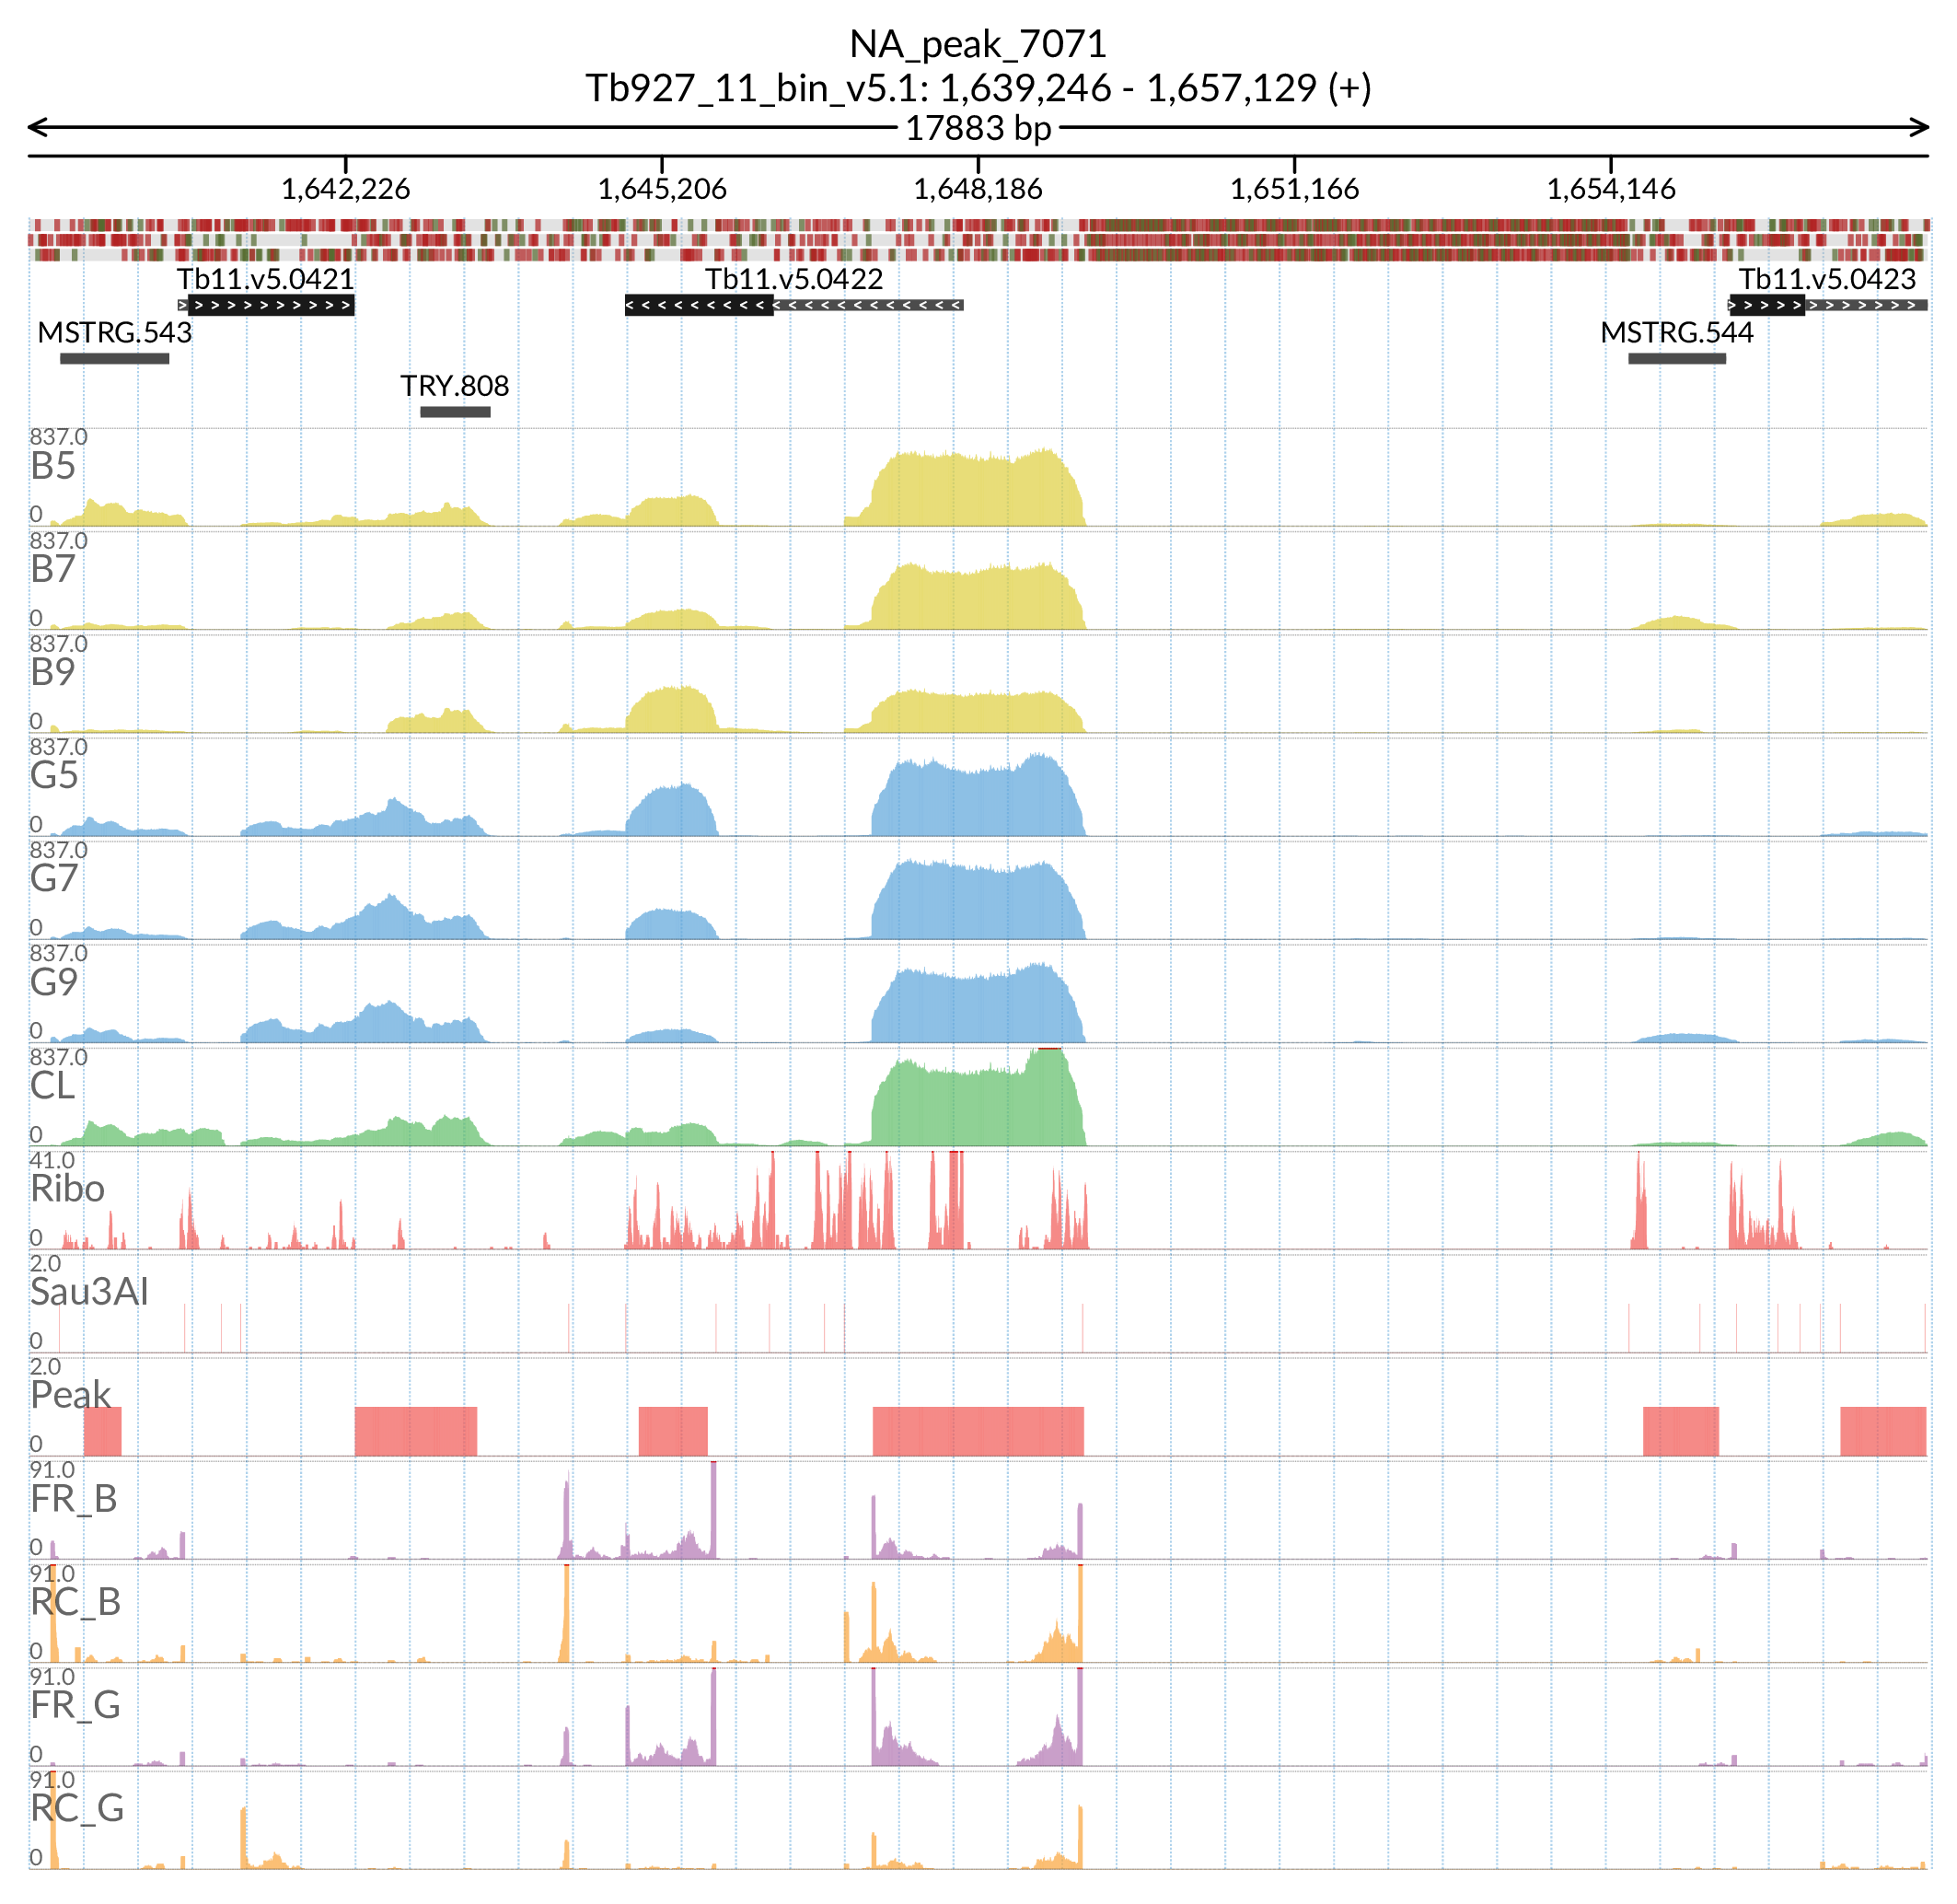 NA_peak_7071
Tb927_11_bin_v5.1: 1,639,246 - 1,657,129 (+)
17883 bp
1,642,226 1,645,206 1,648,186 1,651,166 1,654,146
Tb11.v5.0421 Tb11.v5.0422 Tb11.v5.0423
MSTRG.543 MSTRG.544
TRY.808
837.0
B5
0
837.0
B7
0
837.0
B9
0
837.0
G5
0
837.0
G7
0
837.0
G9
0
837.0
CL
0
41.0
Ribo
0
2.0
Sau3AI
0
2.0
Peak
0
91.0
FR_B
0
91.0
RC_B
0
91.0
FR_G
0
91.0
RC_G
0